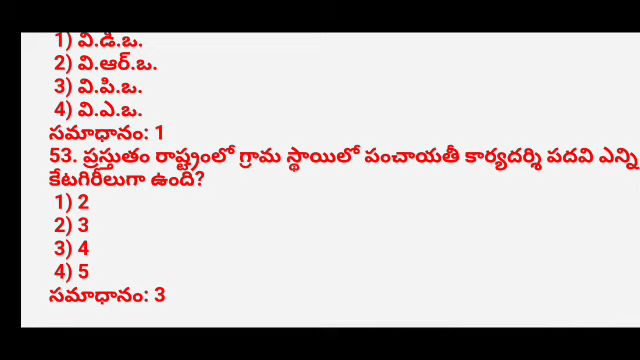 1) వి.డి.ఒ.
2) వి.ఆర్.ఒ.
3) వి.పి.ఒ.
4) వి.ఎ.ఒ.
సమాధానం: 1
53. ప్రస్తుతం రాష్ట్రంలో గ్రామ స్థాయిలో పంచాయతీ కార్యదర్శి పదవి ఎన్ని
కేటగిరీలుగా ఉంది?
1) 2
2) 3
3) 4
4) 5
సమాధానం: 3